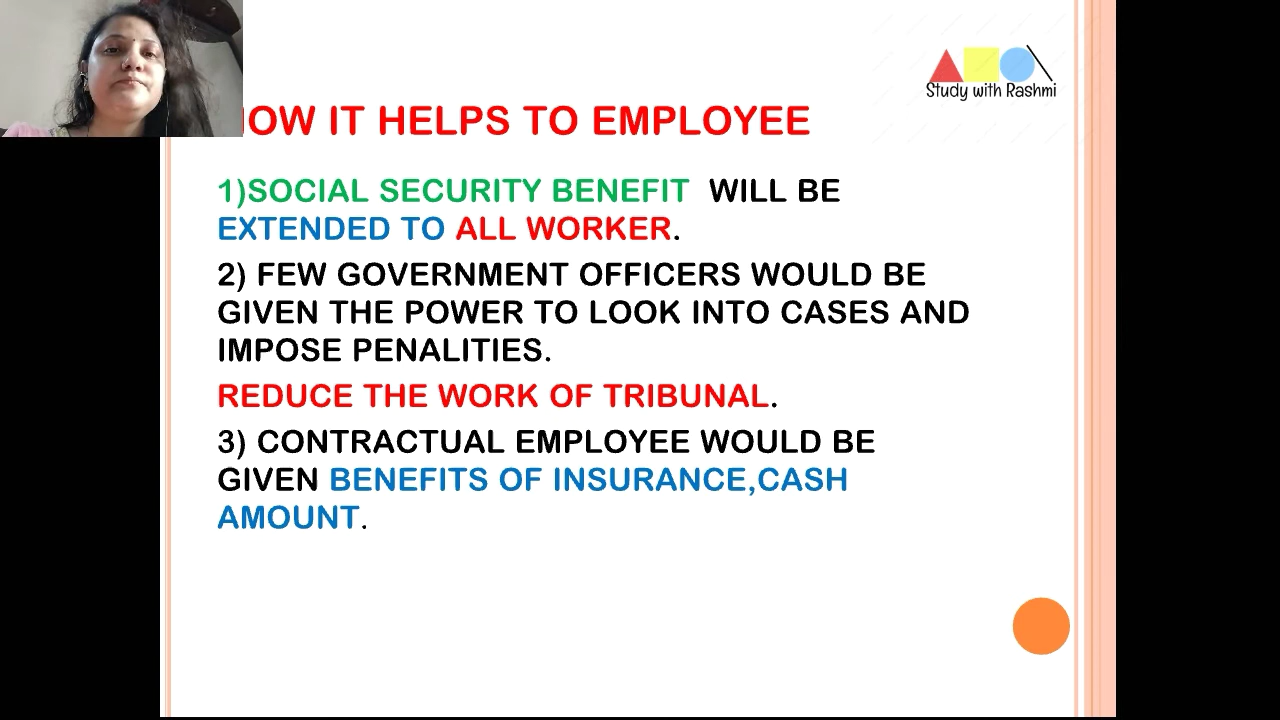 Study with Rashmi
HOW IT HELPS TO EMPLOYEE
1)SOCIAL SECURITY BENEFIT WILL BE
EXTENDED TO ALL WORKER.
2) FEW GOVERNMENT OFFICERS WOULD BE
GIVEN THE POWER TO LOOK INTO CASES AND
IMPOSE PENALITIES.
REDUCE THE WORK OF TRIBUNAL.
3) CONTRACTUAL EMPLOYEE WOULD BE
GIVEN BENEFITS OF INSURANCE,CASH
AMOUNT.